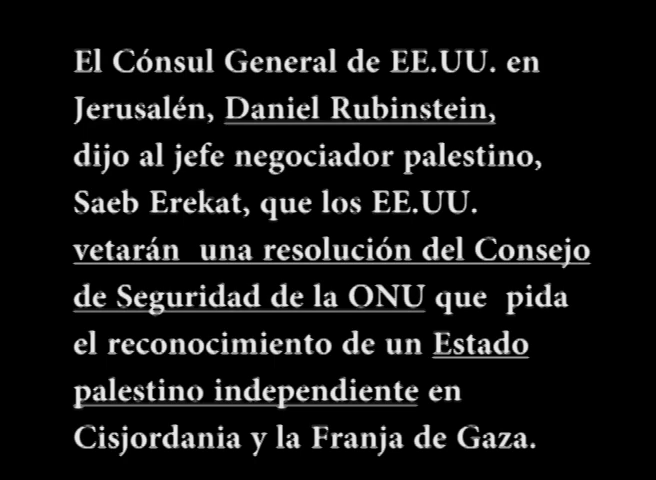 El Cónsul General de EE.UU. en
Jerusalén, Daniel Rubinstein,
dijo al jefe negociador palestino,
Saeb Erekat, que los EE.UU.
vetarán una resolución del Consejo
de Seguridad de la ONU que pida
el reconocimiento de un Estado
palestino independiente en
Cisjordania y la Franja de Gaza.